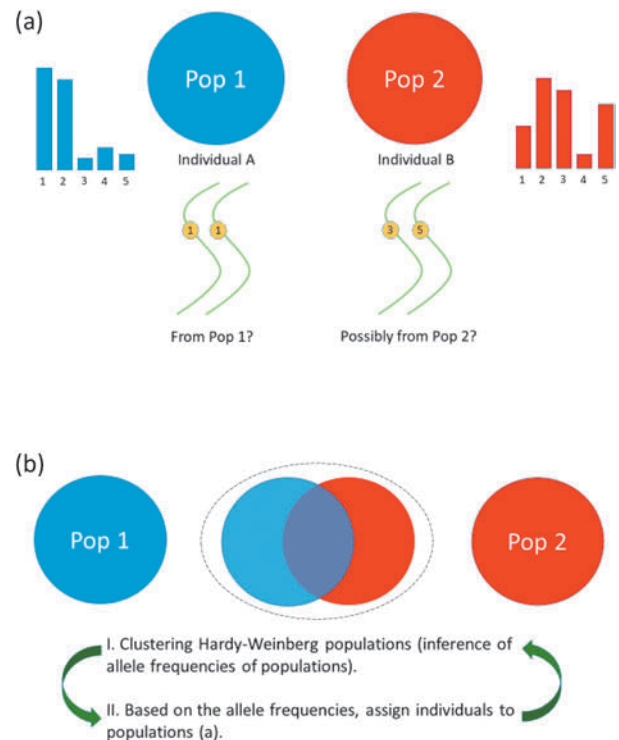 (a)
Pop 1
Pop 2
Individual A
Individual B
1 2 3 4 5
1 2 3 4 5
1 1
3 5
From Pop 1?
Possibly from Pop 2?
(b)
Pop 1
Pop 2
I. Clustering Hardy-Weinberg populations (inference of
allele frequencies of populations).
II. Based on the allele frequencies, assign individuals to
populations (a).